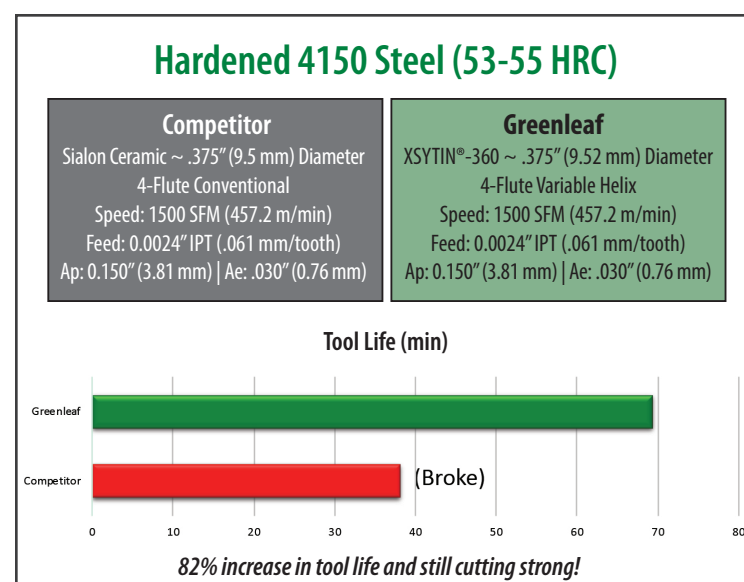 Hardened 4150 Steel (53-55 HRC)
Competitor
Sialon Ceramic ~ .375” (9.5 mm) Diameter
4-Flute Conventional
Speed: 1500 SFM (457.2 m/min)
Feed: 0.0024” IPT (.061 mm/tooth)
Ap: 0.150” (3.81 mm) | Ae: .030” (0.76 mm)
Greenleaf
XSYTIN®-360 ~ .375” (9.52 mm) Diameter
4-Flute Variable Helix
Speed: 1500 SFM (457.2 m/min)
Feed: 0.0024” IPT (.061 mm/tooth)
Ap: 0.150” (3.81 mm) | Ae: .030” (0.76 mm)
Tool Life (min)
Greenleaf
Competitor (Broke)
0 10 20 30 40 50 60 70 80
82% increase in tool life and still cutting strong!